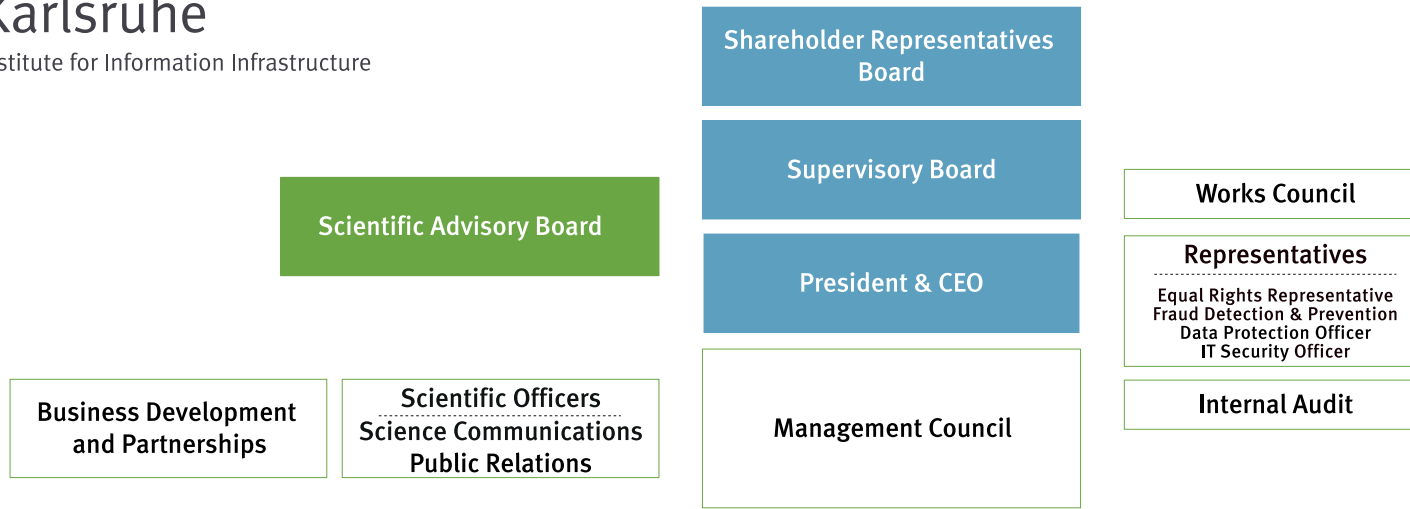 Karlsruhe
stitute for Information Infrastructure
Shareholder Representatives
Board
Supervisory Board
Scientific Advisory Board
President & CEO
Works Council
Representatives
Equal Rights Representative
Fraud Detection & Prevention
Data Protection Officer
IT Security Officer
Business Development
and Partnerships
Scientific Officers
Science Communications
Public Relations
Management Council
Internal Audit